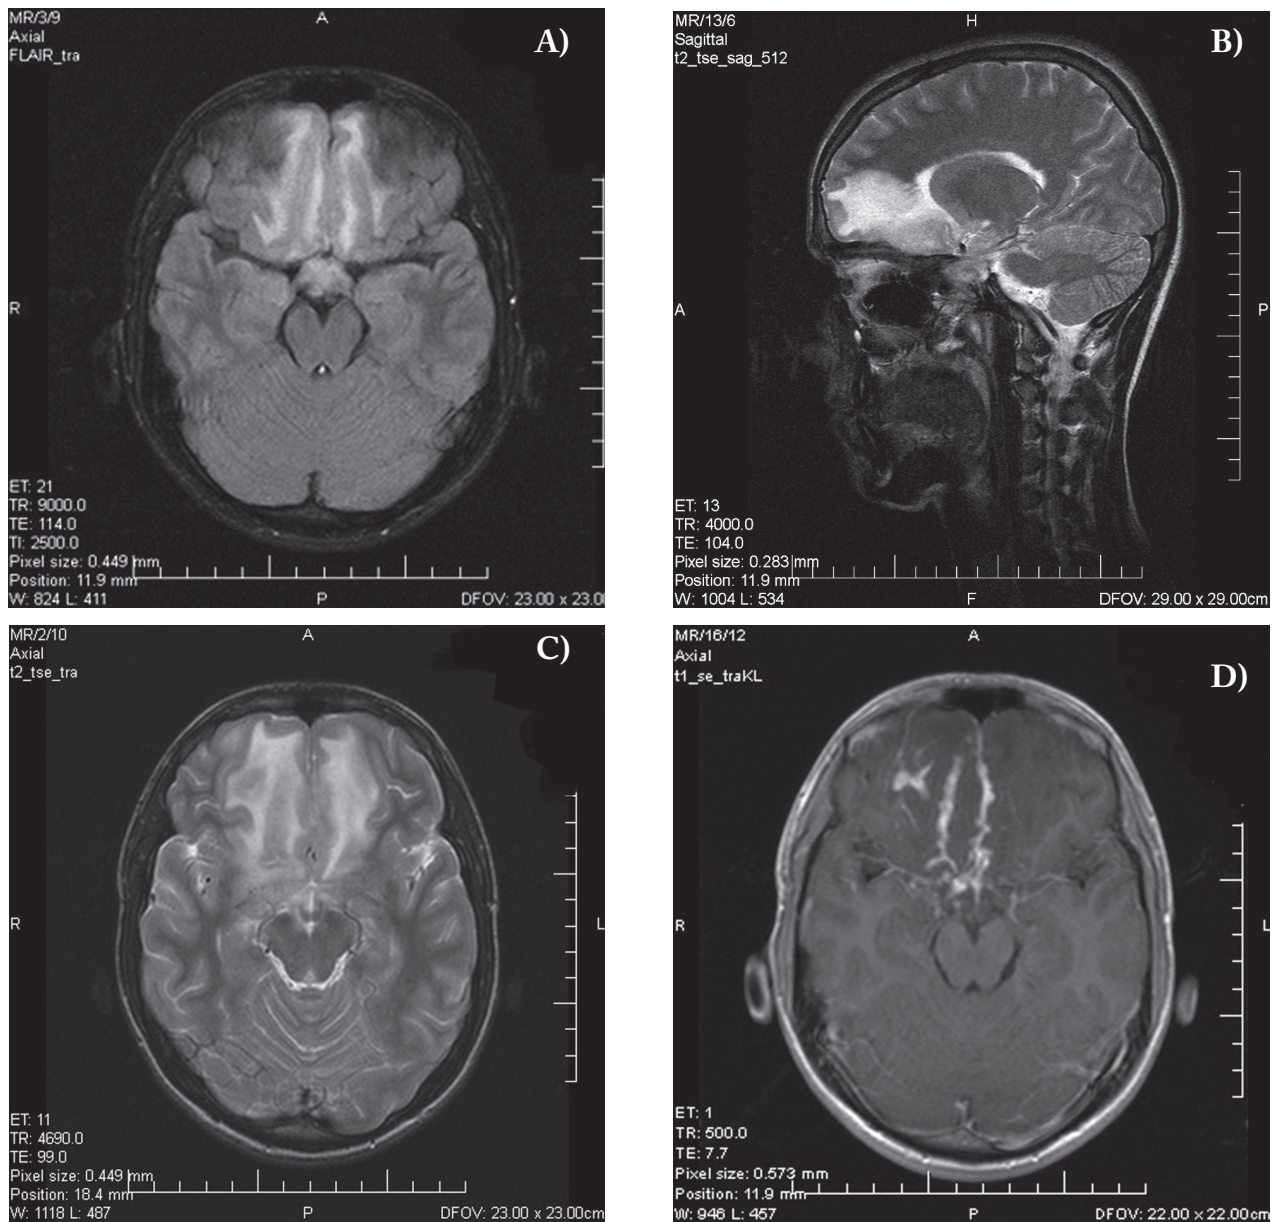 MR/3/9
Axial
FLAIR_tra
A
A)
R
ET: 21
TR: 9000.0
TE: 114.0
TI: 2500.0
Pixel size: 0.449 mm
Position: 11.9 mm
W: 824 L: 411
P
DFOV: 23.00 x 23.00
MR/13/6
Sagittal
t2_tse_sag_512
H
B)
A
P
ET: 13
TR: 4000.0
TE: 104.0
Pixel size: 0.283 mm
Position: 11.9 mm
W: 1004 L: 534
F
DFOV: 29.00 x 29.00cm
MR/2/10
Axial
t2_tse_tra
A
C)
R
L
ET: 11
TR: 4690.0
TE: 99.0
Pixel size: 0.449 mm
Position: 18.4 mm
W: 1118 L: 487
P
DFOV: 23.00 x 23.00cm
MR/16/12
Axial
t1_se_traKL
A
D)
R
L
ET: 1
TR: 500.0
TE: 7.7
Pixel size: 0.573 mm
Position: 11.9 mm
W: 946 L: 457
P
DFOV: 22.00 x 22.00cm